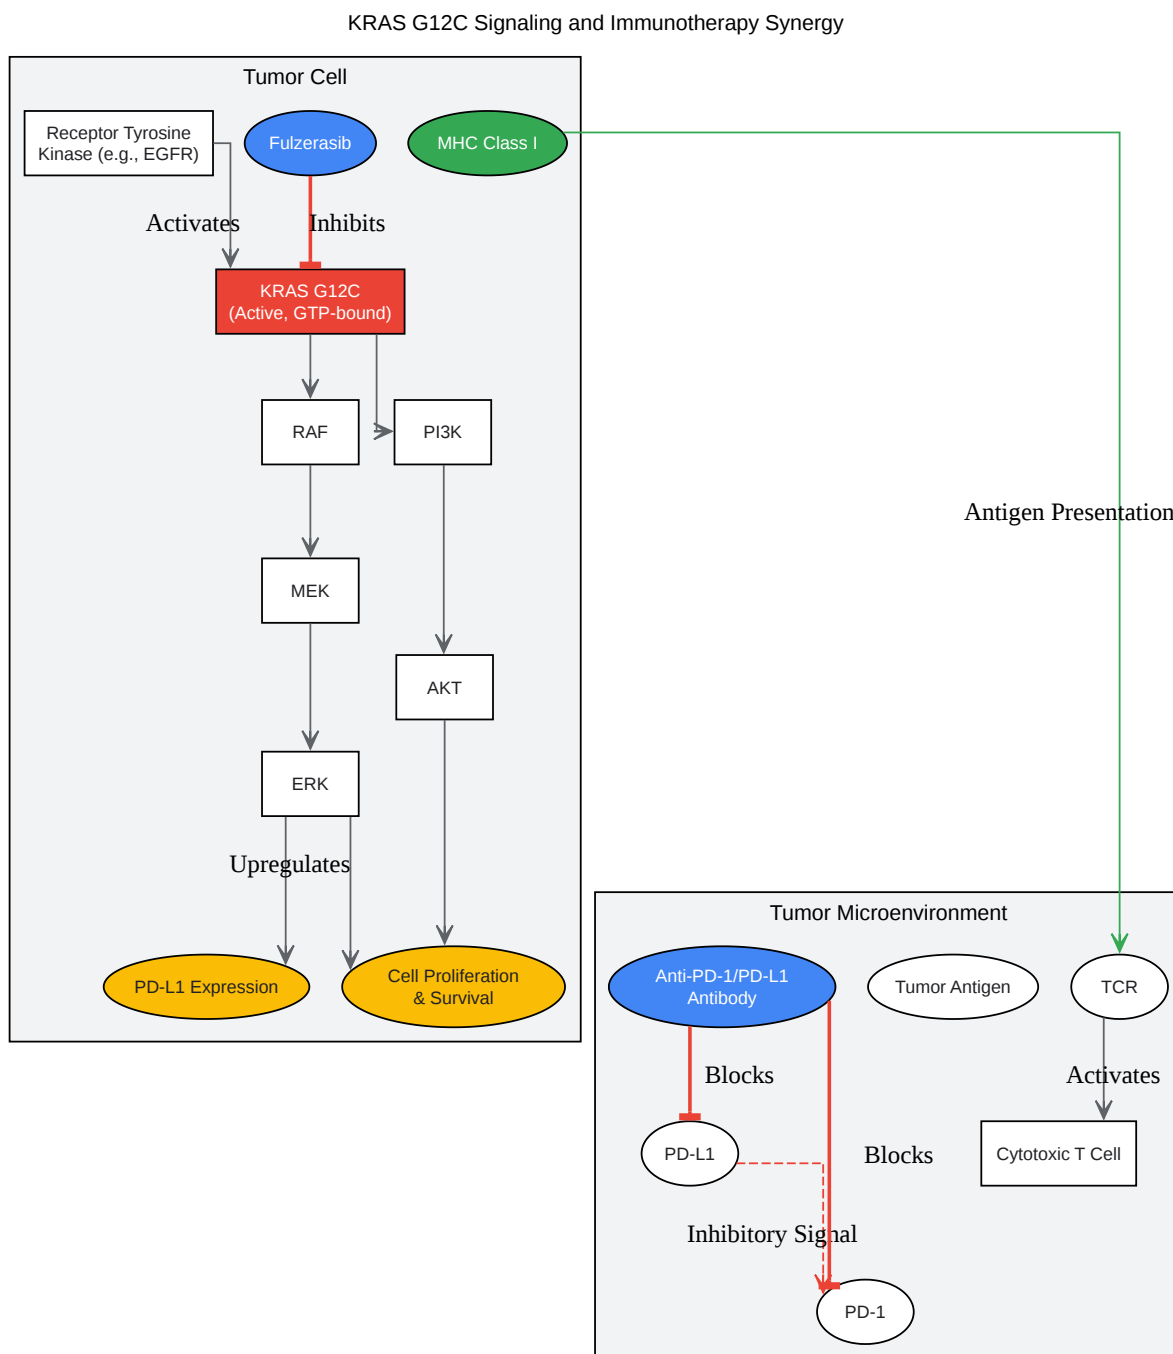 KRAS G12C Signaling and Immunotherapy Synergy
Tumor Cell
Receptor Tyrosine
Kinase (e.g., EGFR)
Fulzerasib
MHC Class I
Activates
Inhibits
KRAS G12C
(Active, GTP-bound)
RAF
PI3K
Antigen Presentation
MEK
AKT
ERK
Upregulates
PD-L1 Expression
Cell Proliferation
& Survival
Tumor Microenvironment
Anti-PD-1/PD-L1
Antibody
Tumor Antigen
TCR
Blocks
Activates
PD-L1
Blocks
Cytotoxic T Cell
Inhibitory Signal
PD-1